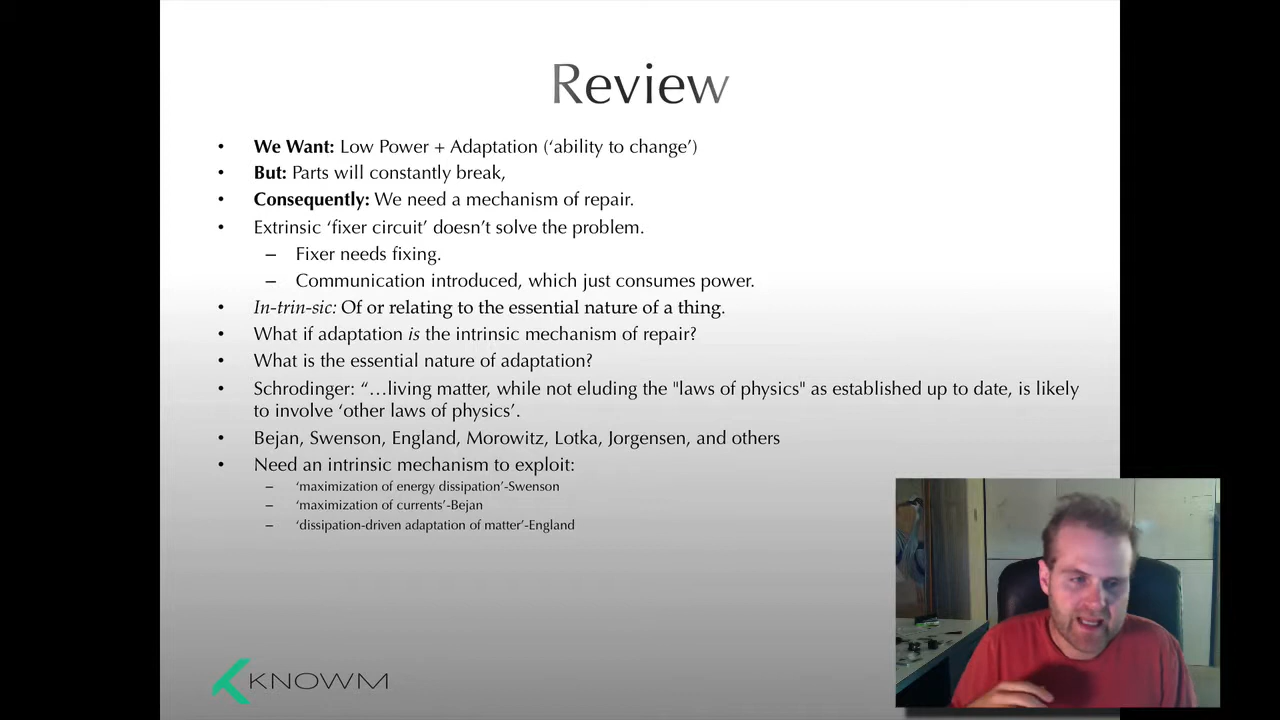 Review
• We Want: Low Power + Adaptation (‘ability to change’)
• But: Parts will constantly break,
• Consequently: We need a mechanism of repair.
• Extrinsic ‘fixer circuit’ doesn’t solve the problem.
– Fixer needs fixing.
– Communication introduced, which just consumes power.
• In-trin-sic: Of or relating to the essential nature of a thing.
• What if adaptation is the intrinsic mechanism of repair?
• What is the essential nature of adaptation?
• Schrodinger: “…living matter, while not eluding the "laws of physics" as established up to date, is likely
to involve ‘other laws of physics’.
• Bejan, Swenson, England, Morowitz, Lotka, Jorgensen, and others
• Need an intrinsic mechanism to exploit:
– ‘maximization of energy dissipation’-Swenson
– ‘maximization of currents’-Bejan
– ‘dissipation-driven adaptation of matter’-England
KNOWM